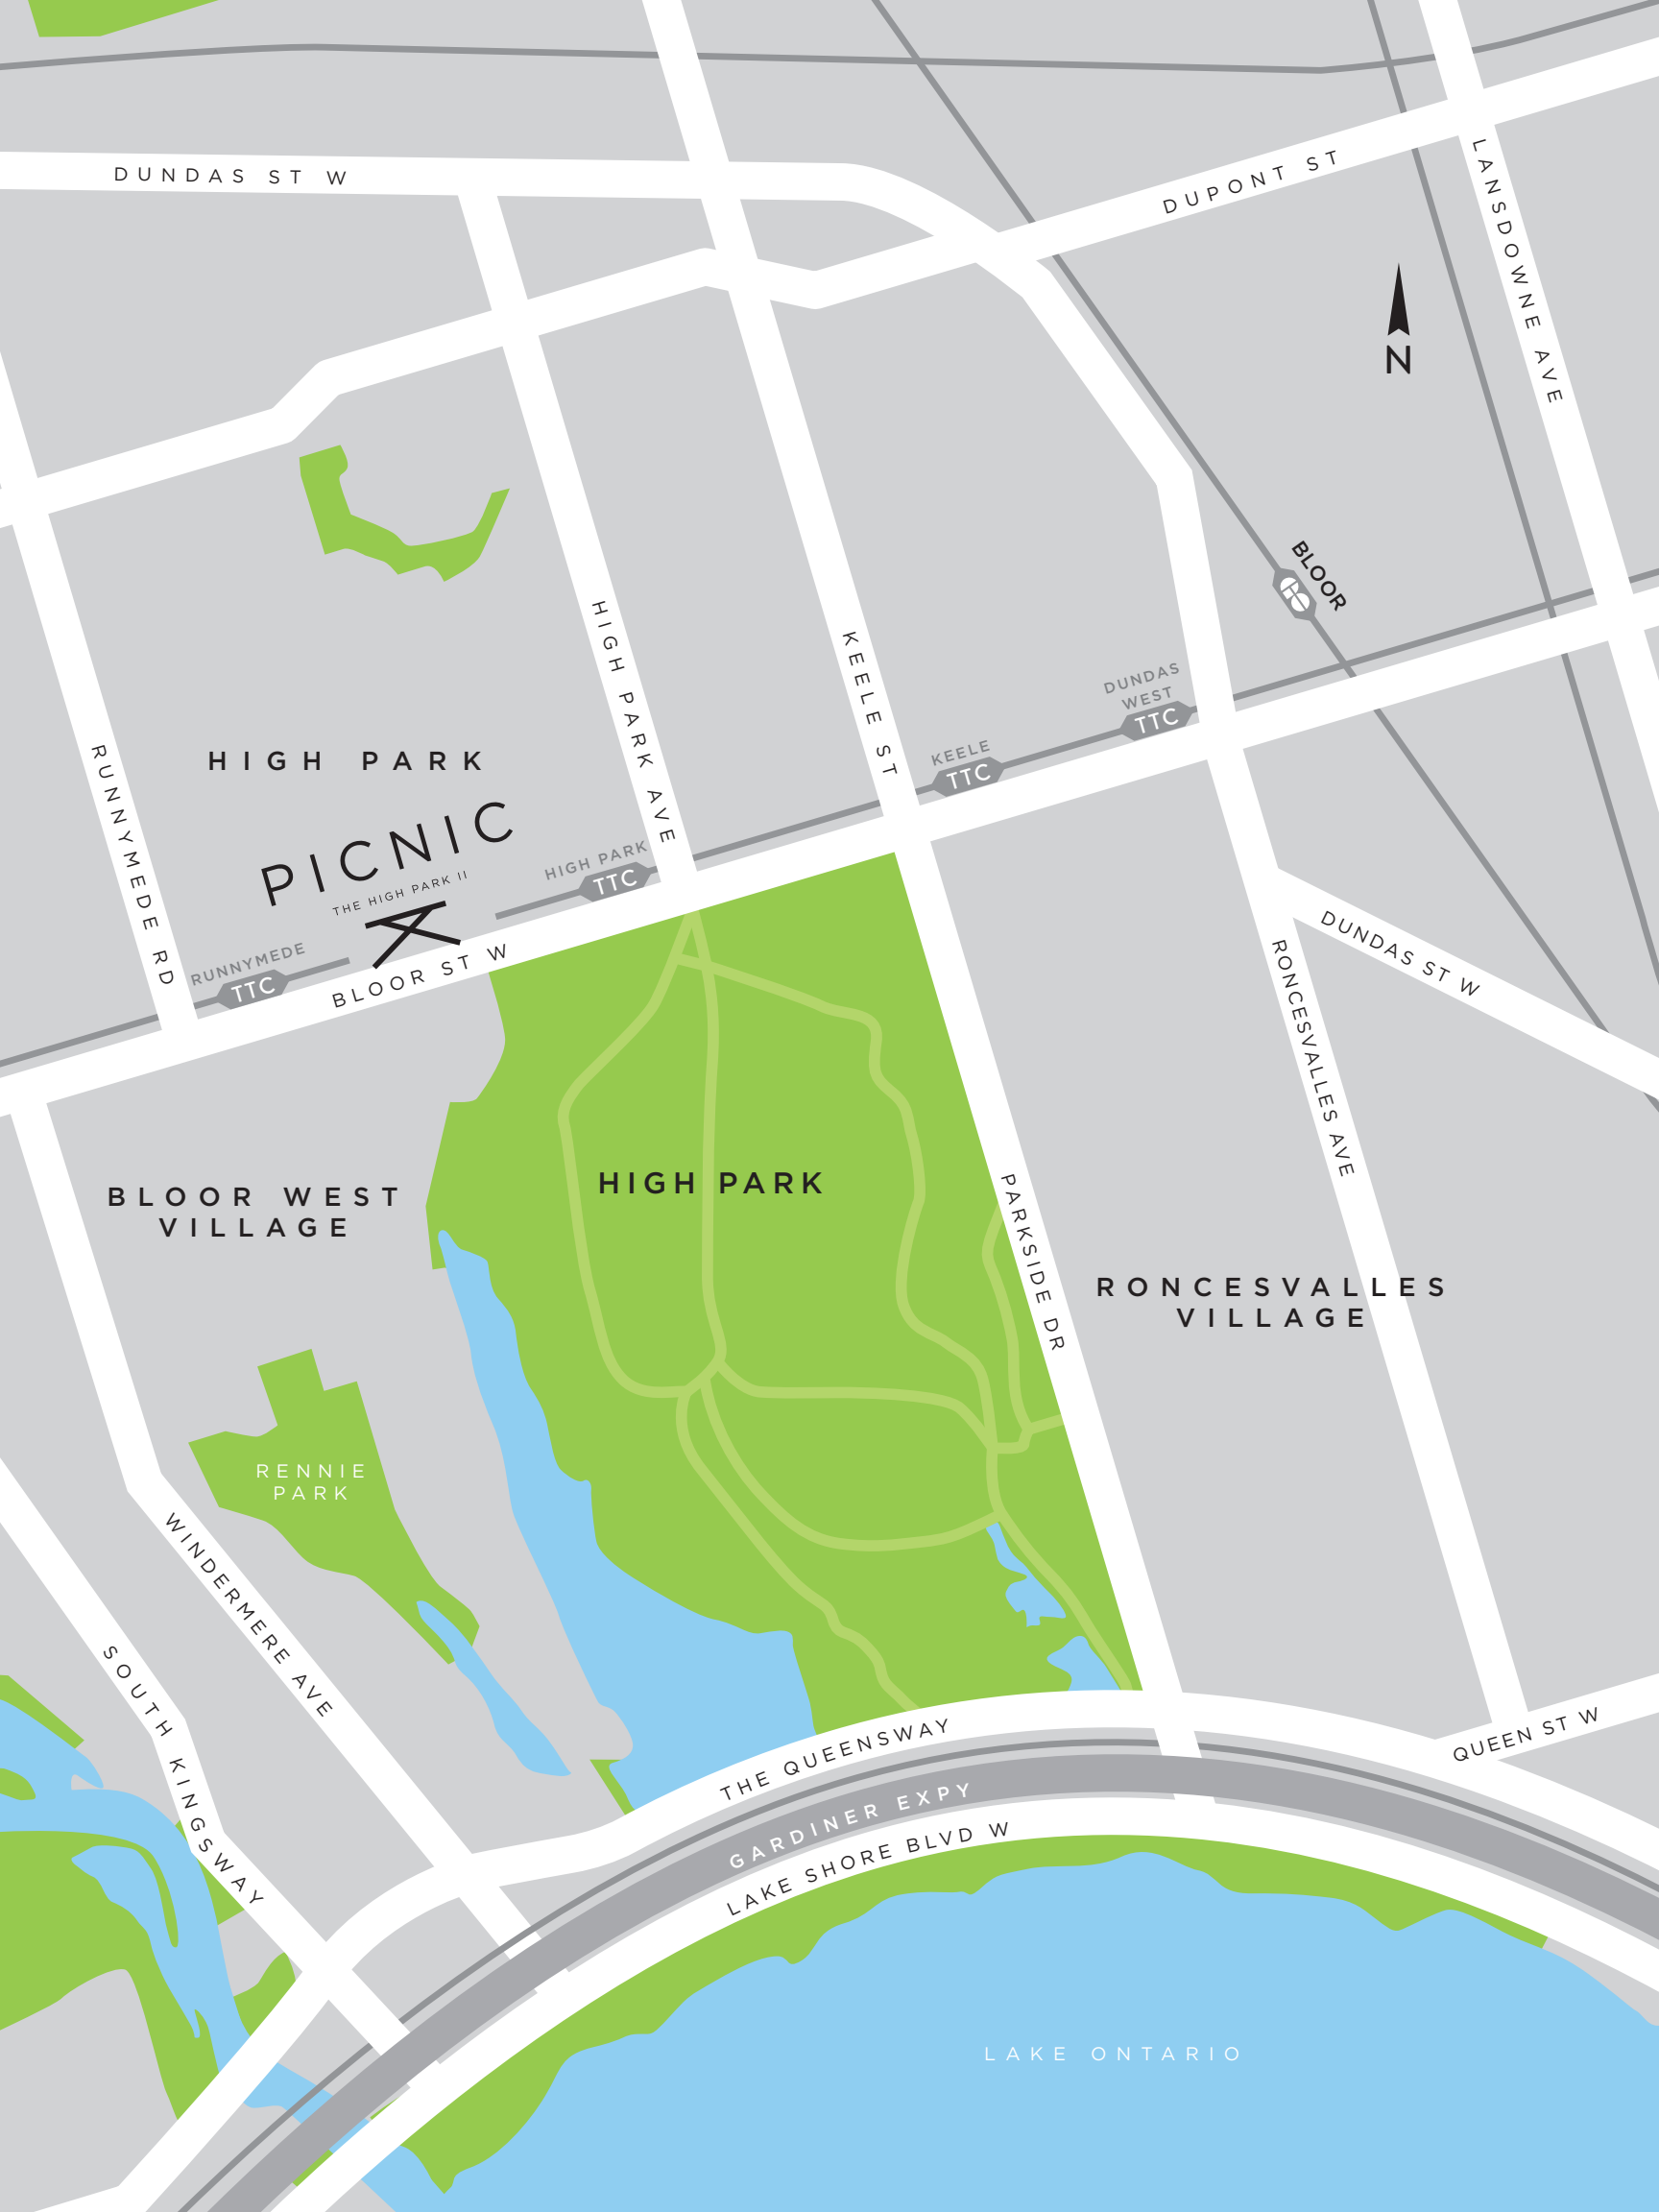 DUNDAS ST W
DUPONT ST
LANSDOWNE AVE
N
BLOOR
HIGH PARK AVE
KEELE ST
RUNNYMEDE RD
HIGH PARK
DUNDAS
WEST
TTC
KEELE
TTC
PICNIC
THE HIGH PARK II
HIGH PARK
TTC
RUNNYMEDE
TTC
BLOOR ST W
DUNDAS ST W
RONCESVALLES AVE
BLOOR WEST
VILLAGE
HIGH PARK
PARKSIDE DR
RONCESVALLES
VILLAGE
RENNIE
PARK
WINDERMERE AVE
SOUTH KINGSWAY
THE QUEENSWAY
QUEEN ST W
GARDINER EXPY
LAKE SHORE BLVD W
LAKE ONTARIO